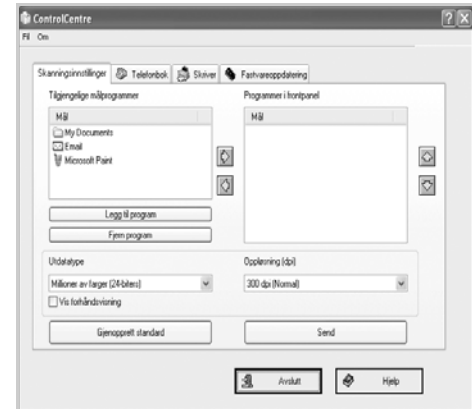 ControlCentre
Fil Om
Skanningsinnstillinger Telefonbok Skriver Fastvareoppdatering
Tilgjengelige målprogrammer Programmer i frontpanel
Mål Mål
My Documents
Email
Microsoft Paint
Legg til program
Fjern program
Utdatatype Oppløsning (dpi)
Millioner av farger (24-biters) 300 dpi (Normal)
Vis forhåndsvisning
Gjenopprett standard Send
Avslutt Hjelp